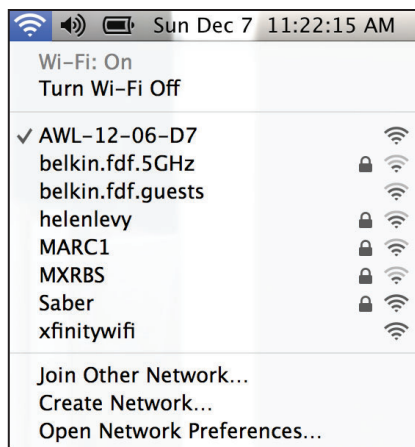 Sun Dec 7 11:22:15 AM
Wi-Fi: On
Turn Wi-Fi Off
AWL-12-06-D7
belkin.fdf.5GHz
belkin.fdf.guests
helenlevy
MARC1
MXRBS
Saber
xfinitywifi
Join Other Network...
Create Network...
Open Network Preferences...